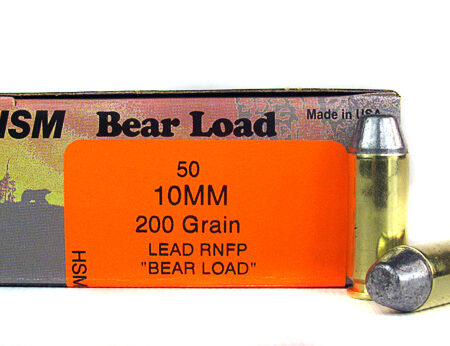 HSM Bear Load
Made in USA
50
10MM
200 Grain
LEAD RNFP
"BEAR LOAD"
HSM